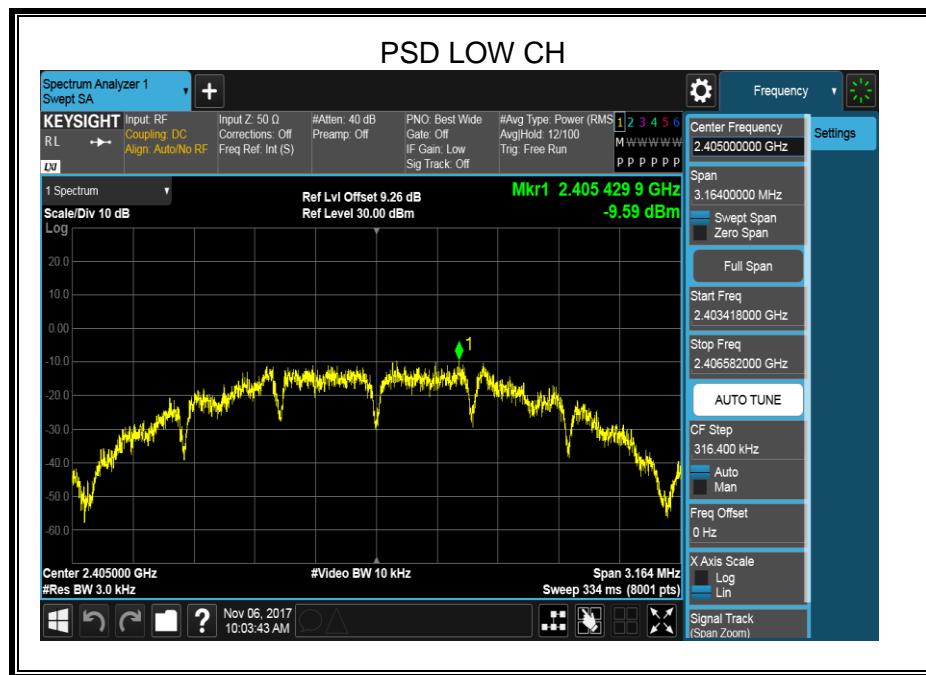 PSD LOW CH
Spectrum Analyzer 1
Swept SA
+
Frequency
KEYSIGHT
RL
LXI
Input: RF
Coupling: DC
Align: Auto/No RF
Input Z: 50 Ω
Corrections: Off
Freq Ref: Int (S)
#Atten: 40 dB
Preamp: Off
PNO: Best Wide
Gate: Off
IF Gain: Low
Sig Track: Off
#Avg Type: Power (RMS
Avg|Hold: 12/100
Trig: Free Run
1 2 3 4 5 6
M W W W W W
P P P P P P
1 Spectrum
Scale/Div 10 dB
Log
Ref Lvl Offset 9.26 dB
Ref Level 30.00 dBm
Mkr1 2.405 429 9 GHz
-9.59 dBm
20.0
10.0
0.00
-10.0
-20.0
-30.0
-40.0
-50.0
-60.0
1
Center 2.405000 GHz
#Res BW 3.0 kHz
#Video BW 10 kHz
Span 3.164 MHz
Sweep 334 ms (8001 pts)
?
Nov 06, 2017
10:03:43 AM
Center Frequency
2.405000000 GHz
Span
3.16400000 MHz
Swept Span
Zero Span
Full Span
Start Freq
2.403418000 GHz
Stop Freq
2.406582000 GHz
AUTO TUNE
CF Step
316.400 kHz
Auto
Man
Freq Offset
0 Hz
X Axis Scale
Log
Lin
Signal Track
(Span Zoom)
Settings